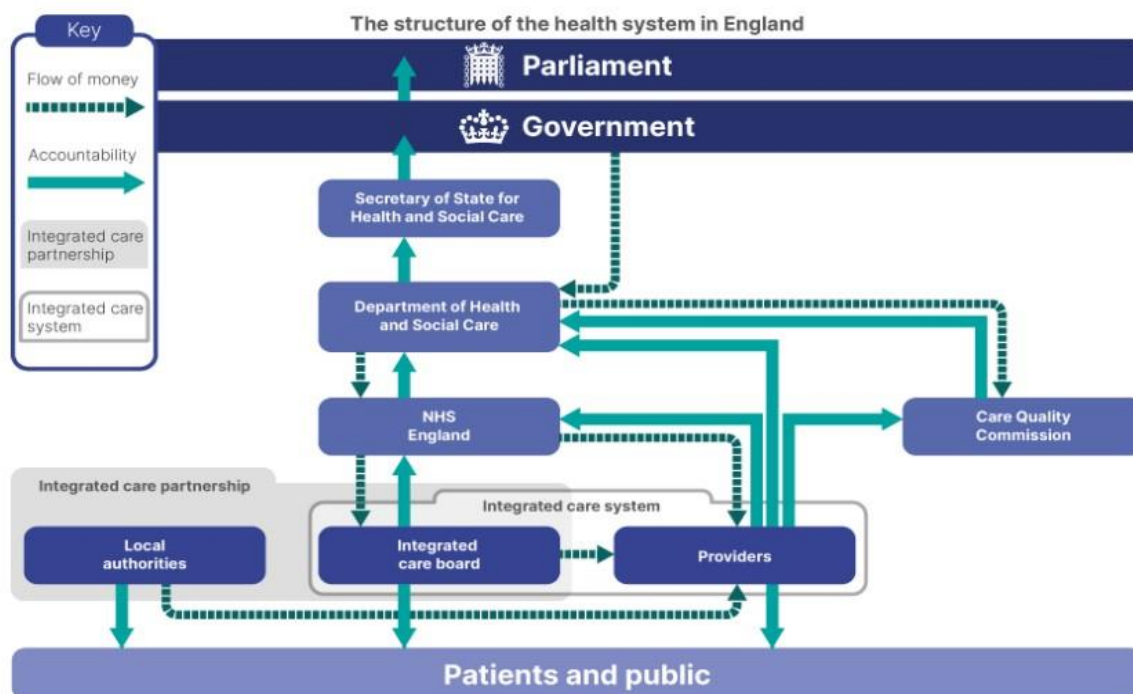 The structure of the health system in England
Key
Flow of money
Accountability
Integrated care
partnership
Integrated care
system
Parliament
Government
Secretary of State for
Health and Social Care
Department of Health
and Social Care
NHS
England
Care Quality
Commission
Integrated care partnership
Integrated care system
Local
authorities
Integrated
care board
Providers
Patients and public